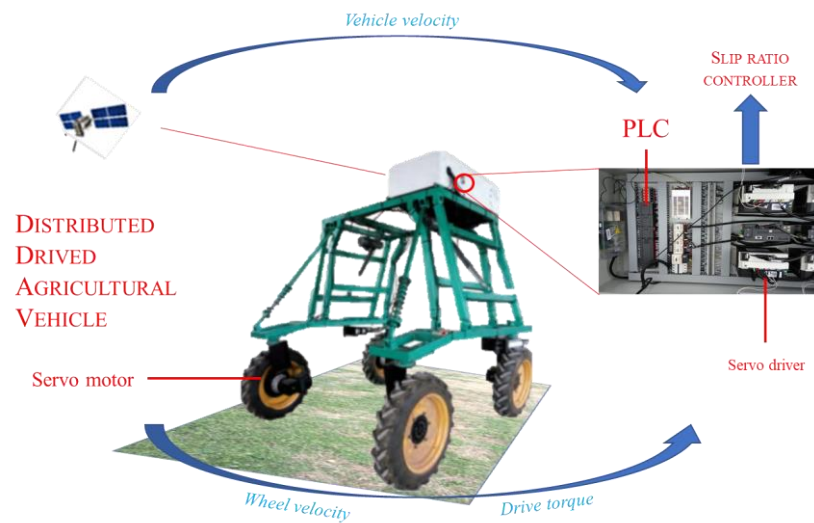 Vehicle velocity
SLIP RATIO
CONTROLLER
PLC
DISTRIBUTED
DRIVED
AGRICULTURAL
VEHICLE
Servo motor
Servo driver
Wheel velocity
Drive torque